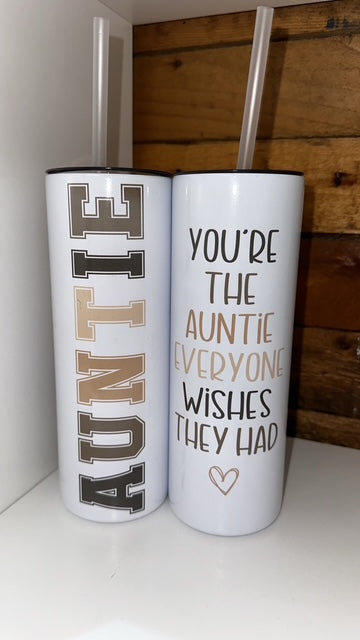 AUNTIE
YOU'RE
THE
AUNTiE
EVERYONE
WiSHES
THEY HAD